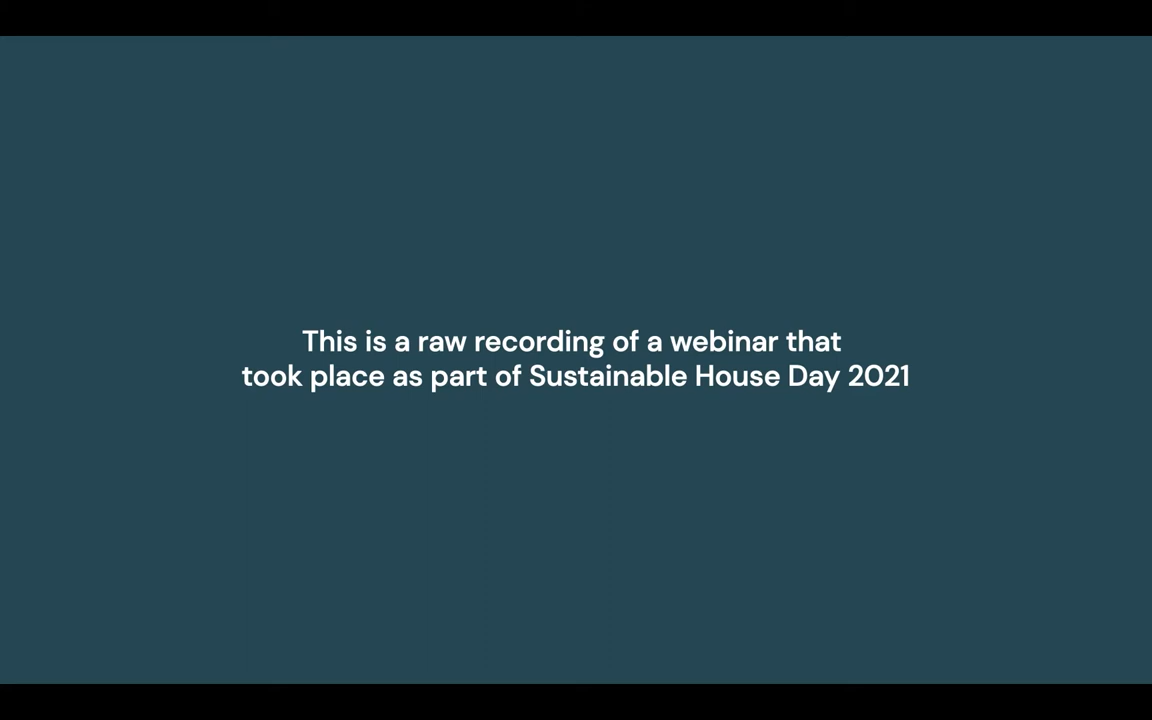 This is a raw recording of a webinar that
took place as part of Sustainable House Day 2021